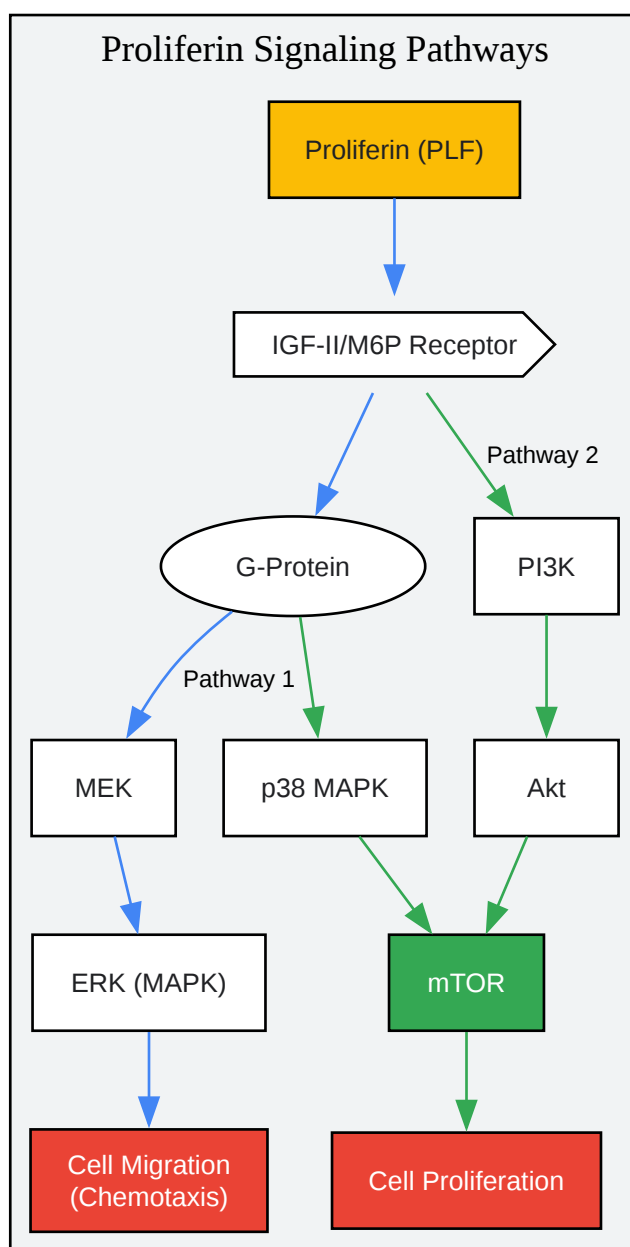 Proliferin Signaling Pathways
Proliferin (PLF)
IGF-II/M6P Receptor
Pathway 2
G-Protein
PI3K
Pathway 1
MEK
p38 MAPK
Akt
ERK (MAPK)
mTOR
Cell Migration
(Chemotaxis)
Cell Proliferation